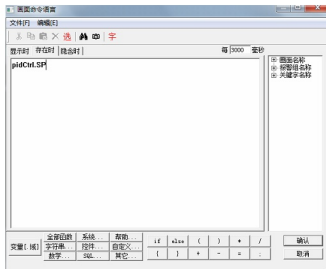 画面命令语言
文件[F] 编辑[E]
选 字
显示时 存在时 隐含时 每 3000 毫秒
pidCtrl.SP
画面名称
报警组名称
关键字名称
变量[.域] 全部函数 系统... 帮助... if else ( ) * / 确认
字符串... 控件... 自定义...
数学... SQL... 其它... { } + - = ; 取消